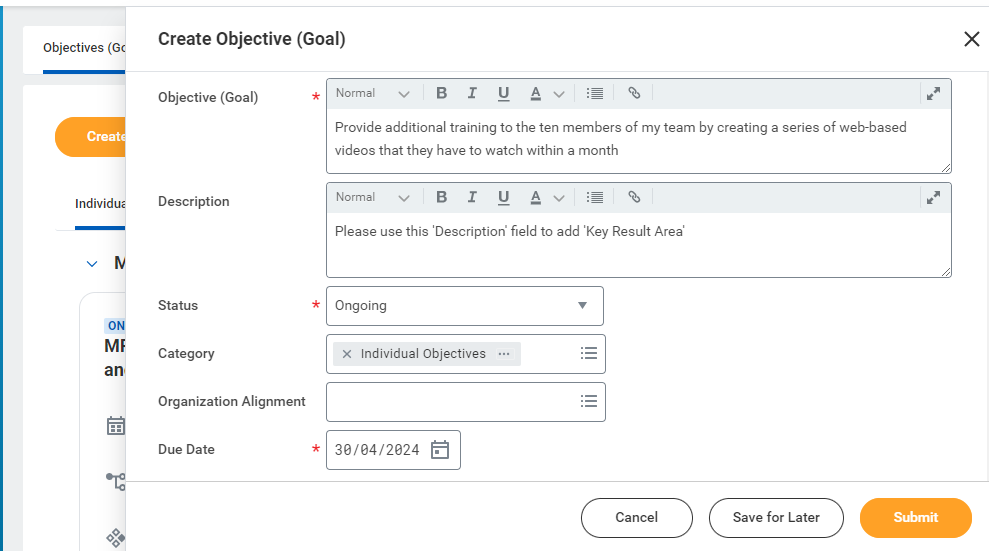 Create Objective (Goal)
Objectives (Go
Objective (Goal) *
Normal B I U A
Provide additional training to the ten members of my team by creating a series of web-based
videos that they have to watch within a month
Create
Description
Normal B I U A
Please use this 'Description' field to add 'Key Result Area'
Individua
M
Status * Ongoing
ON
MF
an
Category × Individual Objectives ...
Organization Alignment
Due Date * 30/04/2024
Cancel Save for Later Submit